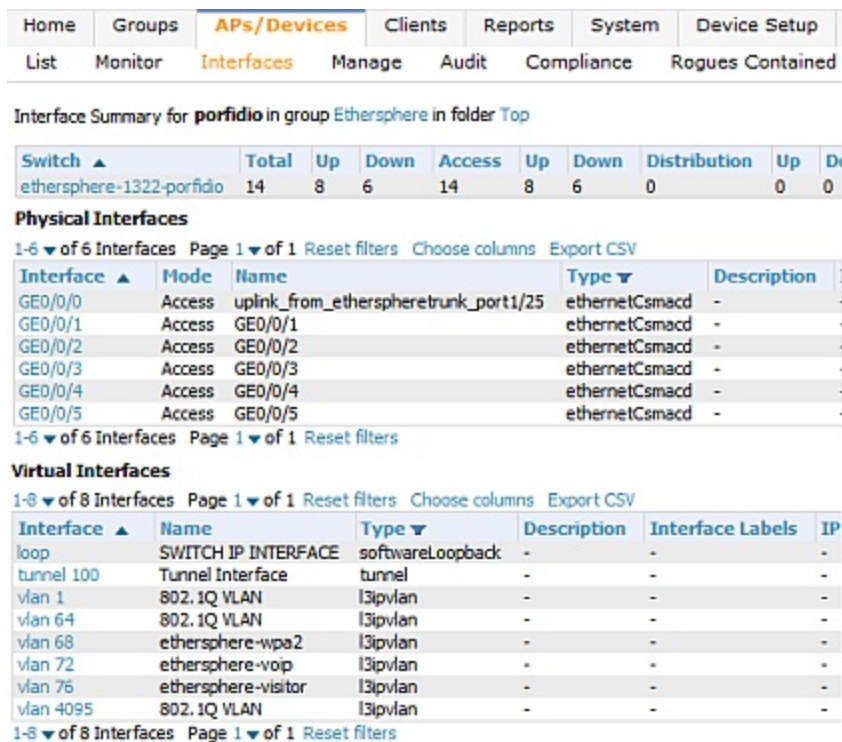 Home Groups APs/Devices Clients Reports System Device Setup
List Monitor Interfaces Manage Audit Compliance Rogues Contained
Interface Summary for porfidio in group Ethersphere in folder Top
Switch Total Up Down Access Up Down Distribution Up
ethersphere-1322-porfidio 14 8 6 14 8 6 0 0 0
Physical Interfaces
1-6 of 6 Interfaces Page 1 of 1 Reset filters Choose columns Export CSV
Interface Mode Name Type Description
GE0/0/0 Access uplink_from_etherspheretrunk_port1/25 ethernetCsmacd -
GE0/0/1 Access GE0/0/1 ethernetCsmacd -
GE0/0/2 Access GE0/0/2 ethernetCsmacd -
GE0/0/3 Access GE0/0/3 ethernetCsmacd -
GE0/0/4 Access GE0/0/4 ethernetCsmacd -
GE0/0/5 Access GE0/0/5 ethernetCsmacd -
1-6 of 6 Interfaces Page 1 of 1 Reset filters
Virtual Interfaces
1-8 of 8 Interfaces Page 1 of 1 Reset filters Choose columns Export CSV
Interface Name Type Description Interface Labels IP
loop SWITCH IP INTERFACE softwareLoopback - - -
tunnel 100 Tunnel Interface tunnel - - -
vlan 1 802.1Q VLAN l3ipvlan - - -
vlan 64 802.1Q VLAN l3ipvlan - - -
vlan 68 ethersphere-wpa2 l3ipvlan - - -
vlan 72 ethersphere-voip l3ipvlan - - -
vlan 76 ethersphere-visitor l3ipvlan - - -
vlan 4095 802.1Q VLAN l3ipvlan - - -
1-8 of 8 Interfaces Page 1 of 1 Reset filters